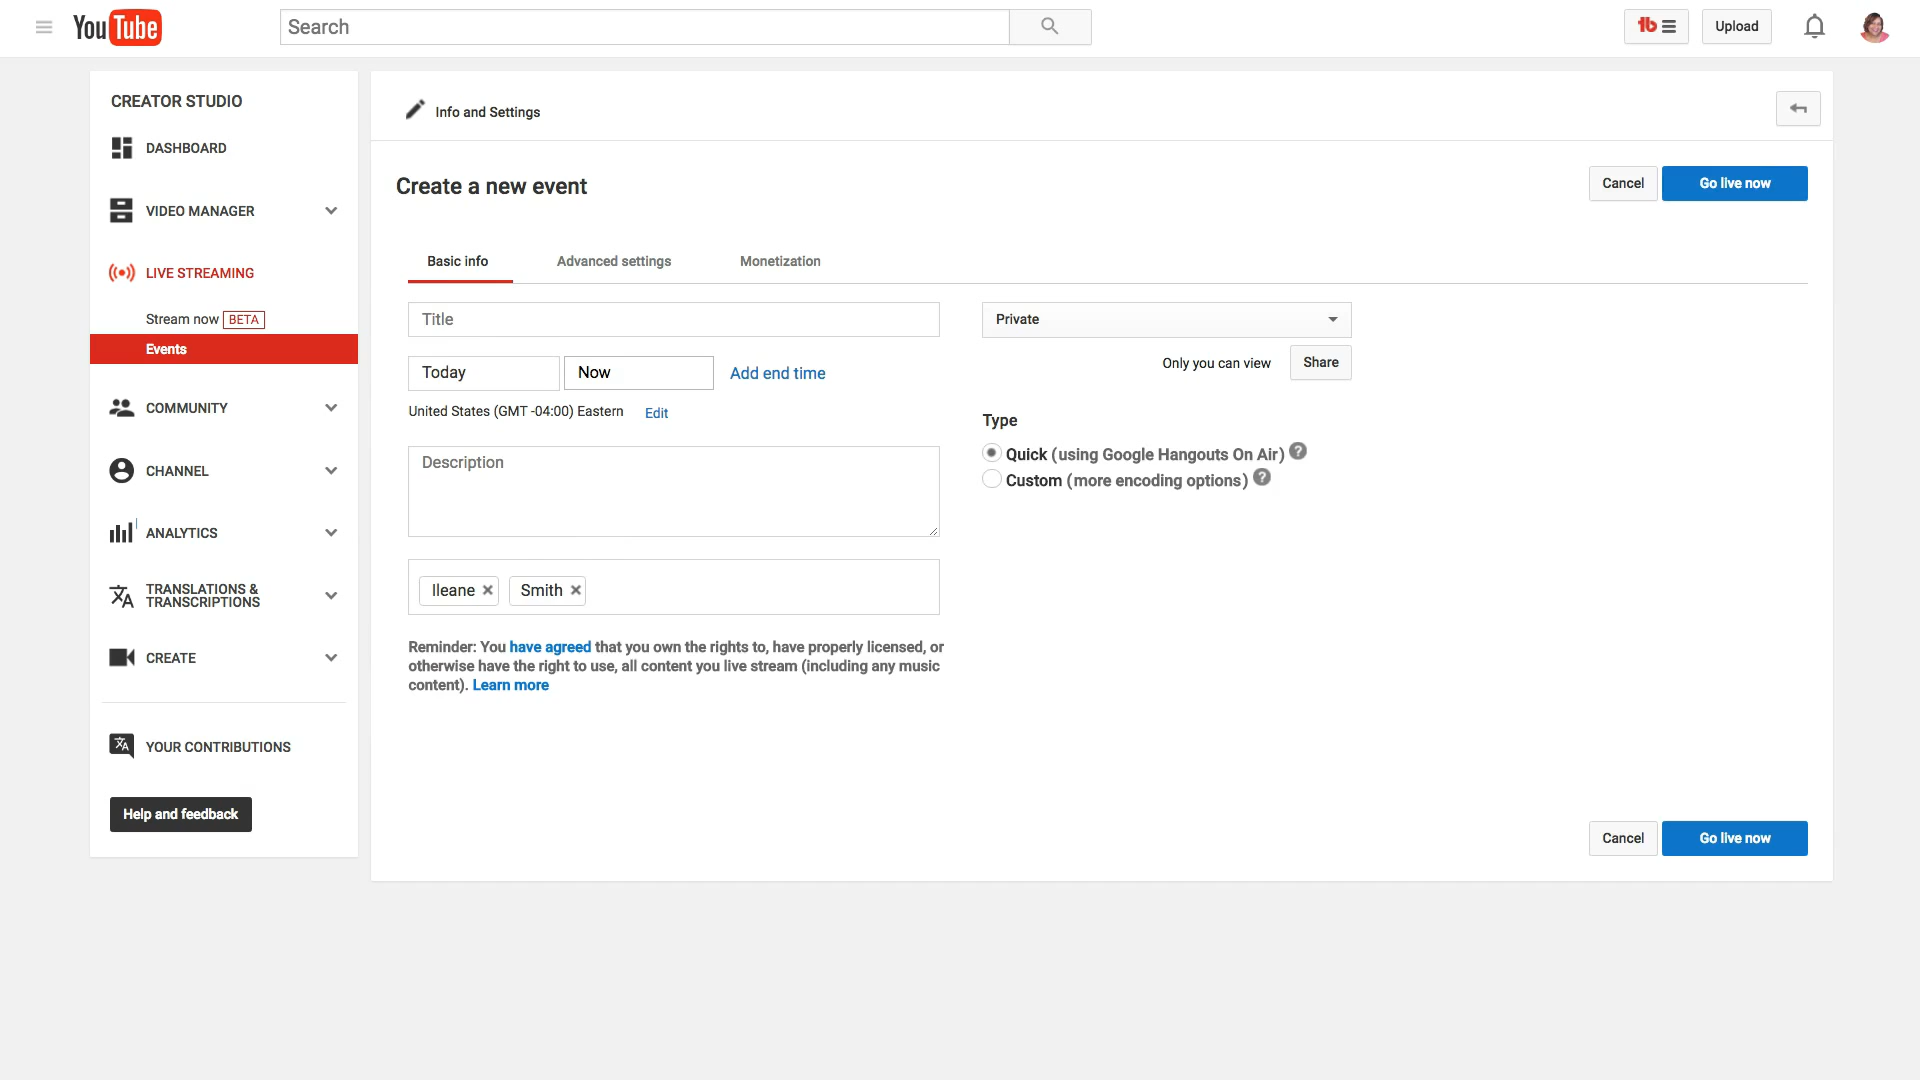 YouTube
Search
Upload
CREATOR STUDIO
DASHBOARD
VIDEO MANAGER
LIVE STREAMING
Stream now BETA
Events
COMMUNITY
CHANNEL
ANALYTICS
TRANSLATIONS &
TRANSCRIPTIONS
CREATE
YOUR CONTRIBUTIONS
Help and feedback
Info and Settings
Create a new event
Cancel
Go live now
Basic info
Advanced settings
Monetization
Title
Today
Now
Add end time
United States (GMT -04:00) Eastern
Edit
Description
Ileane
Smith
Reminder: You have agreed that you own the rights to, have properly licensed, or
otherwise have the right to use, all content you live stream (including any music
content). Learn more
Private
Only you can view
Share
Type
Quick (using Google Hangouts On Air) ?
Custom (more encoding options) ?
Cancel
Go live now